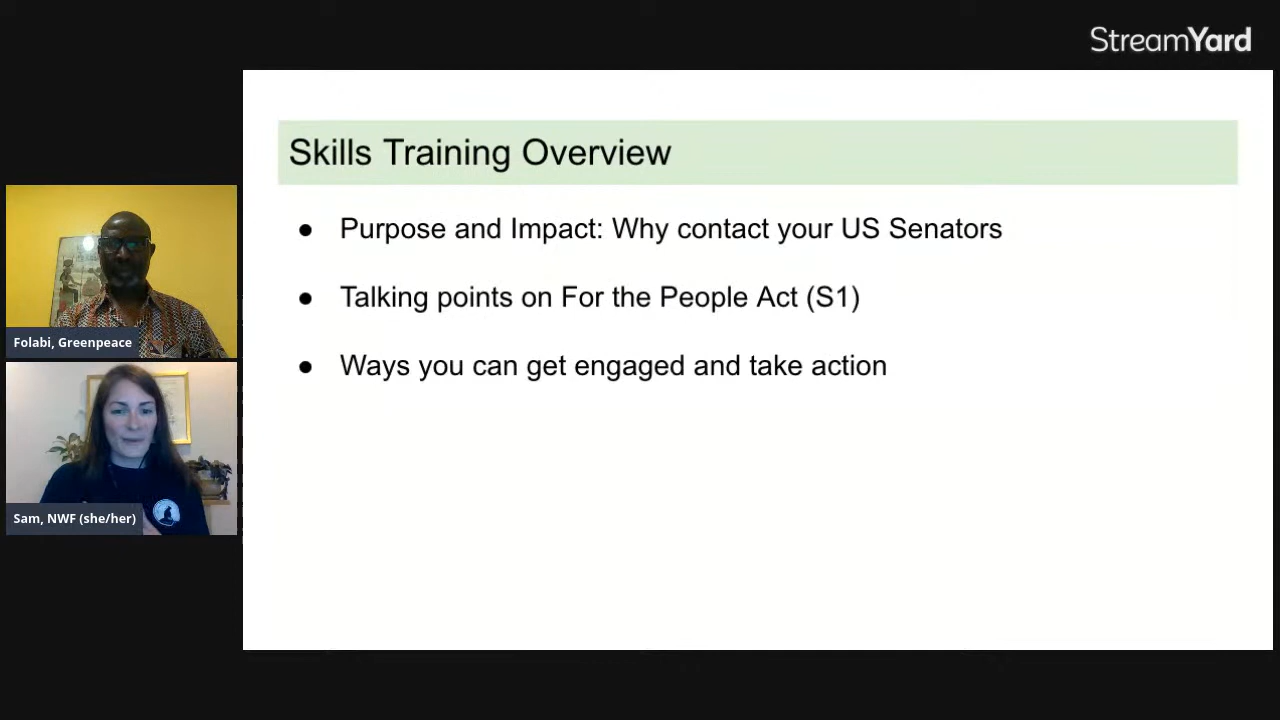 StreamYard
Skills Training Overview
● Purpose and Impact: Why contact your US Senators
● Talking points on For the People Act (S1)
● Ways you can get engaged and take action
Folabi, Greenpeace
Sam, NWF (she/her)